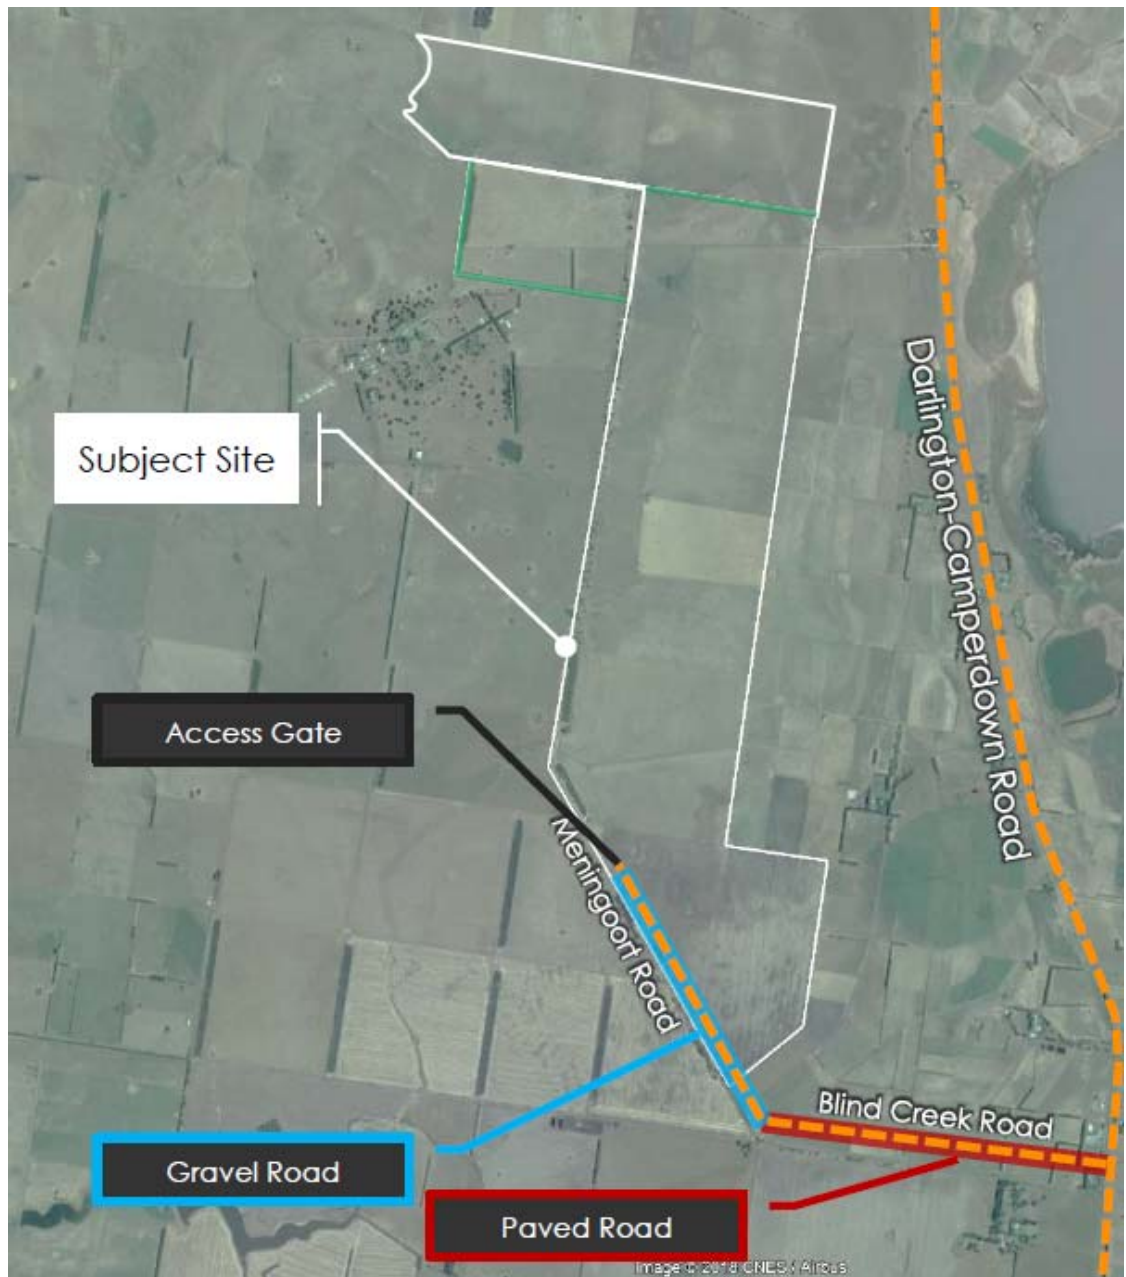 Darlington-Camperdown Road
Subject Site
Access Gate
Meningoort Road
Blind Creek Road
Gravel Road
Paved Road
Image © 2018 CNES / Airbus